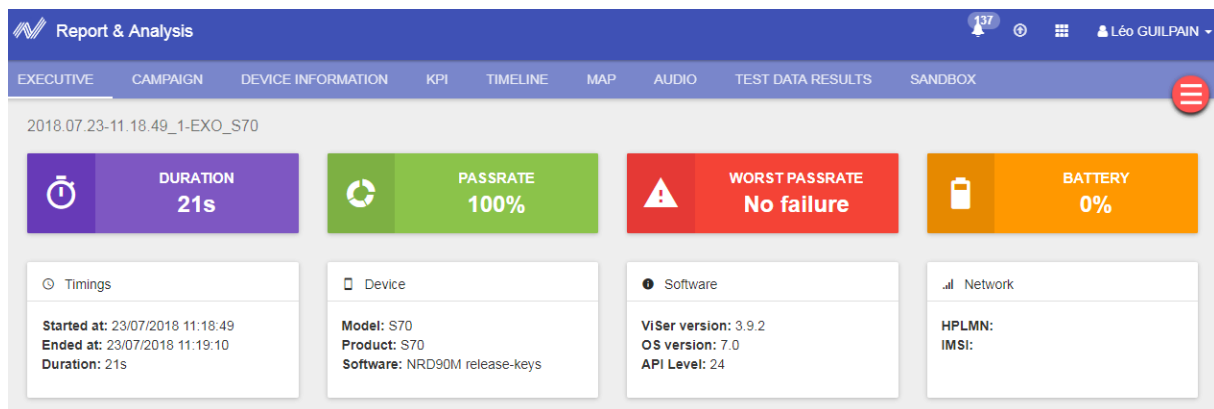 Report & Analysis
137
Léo GUILPAIN
EXECUTIVE CAMPAIGN DEVICE INFORMATION KPI TIMELINE MAP AUDIO TEST DATA RESULTS SANDBOX
2018.07.23-11.18.49_1-EXO_S70
DURATION
21s
PASSRATE
100%
WORST PASSRATE
No failure
BATTERY
0%
Timings
Started at: 23/07/2018 11:18:49
Ended at: 23/07/2018 11:19:10
Duration: 21s
Device
Model: S70
Product: S70
Software: NRD90M release-keys
Software
ViSer version: 3.9.2
OS version: 7.0
API Level: 24
Network
HPLMN:
IMSI: